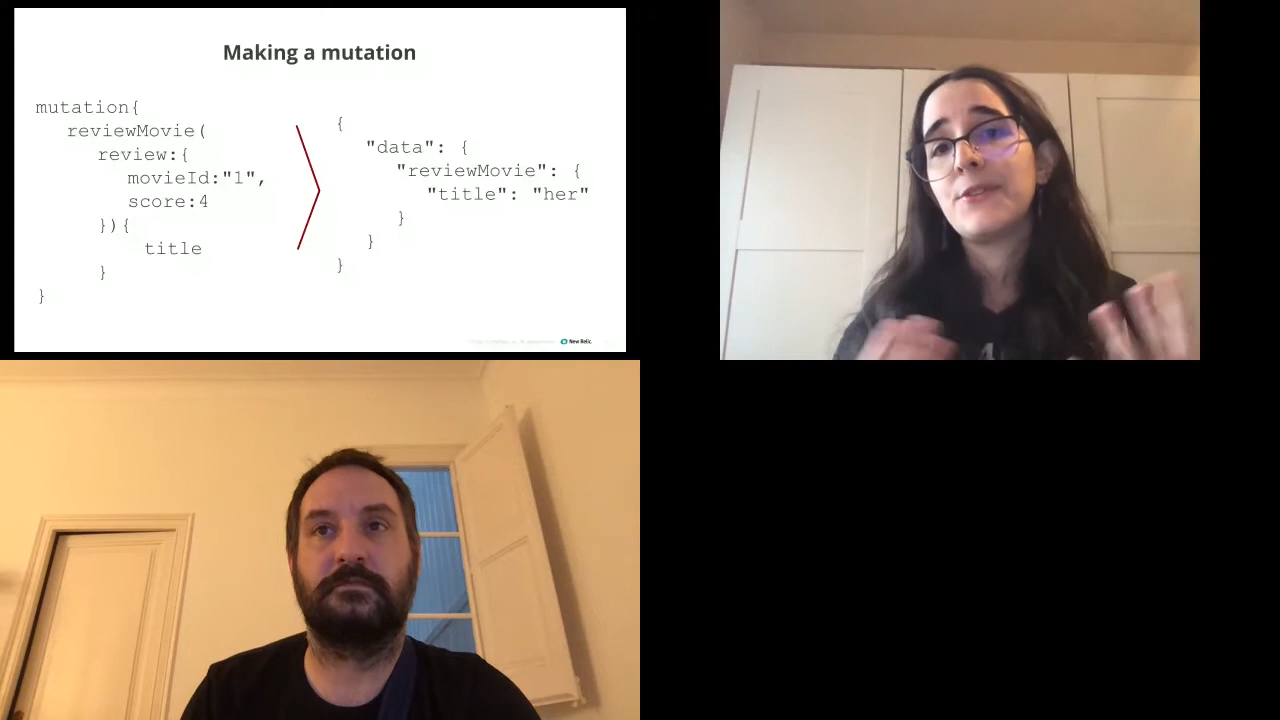 Making a mutation
mutation{
reviewMovie(
review:{
movieId:"1",
score:4
}){
title
}
}
{
"data": {
"reviewMovie": {
"title": "her"
}
}
}
New Relic.